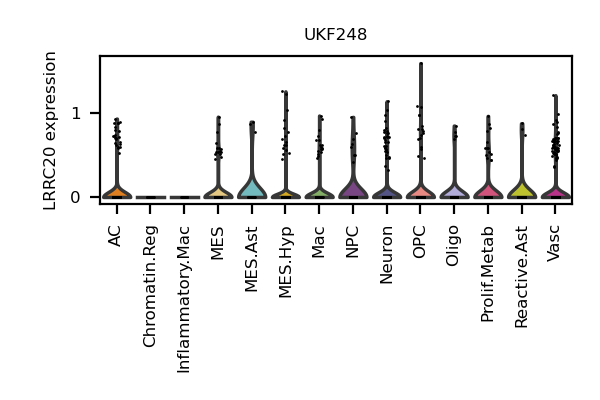 UKF248
LRRC20 expression
1
0
AC
Chromatin.Reg
Inflammatory.Mac
MES
MES.Ast
MES.Hyp
Mac
NPC
Neuron
OPC
Oligo
Prolif.Metab
Reactive.Ast
Vasc